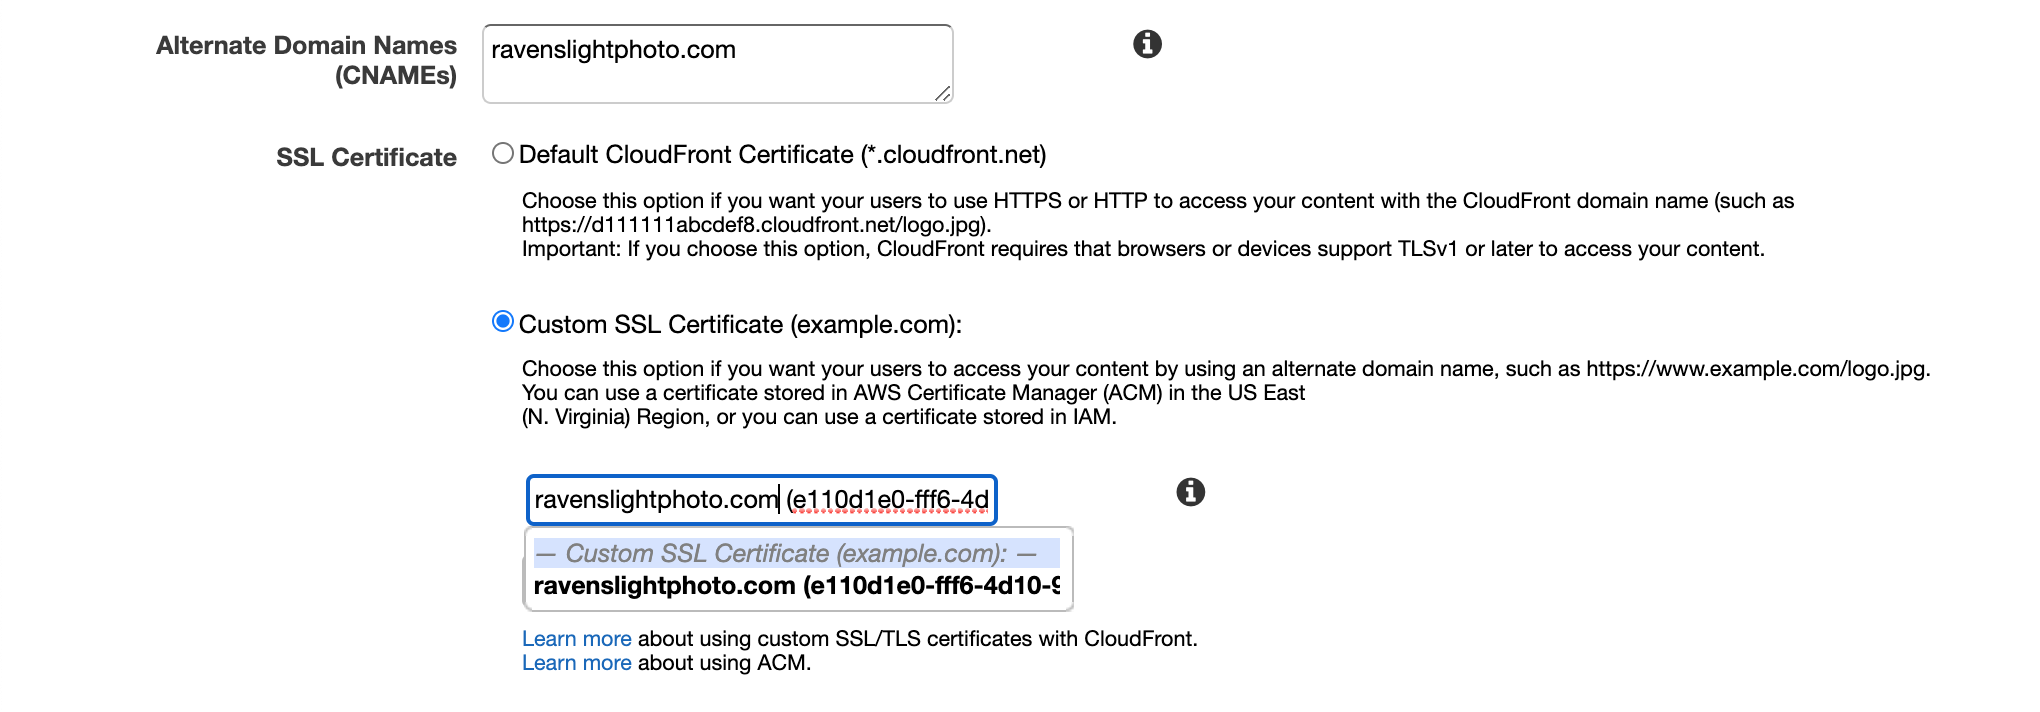 Alternate Domain Names
(CNAMEs)
ravenslightphoto.com
SSL Certificate
Default CloudFront Certificate (*.cloudfront.net)
Choose this option if you want your users to use HTTPS or HTTP to access your content with the CloudFront domain name (such as
https://d111111abcdef8.cloudfront.net/logo.jpg).
Important: If you choose this option, CloudFront requires that browsers or devices support TLSv1 or later to access your content.
Custom SSL Certificate (example.com):
Choose this option if you want your users to access your content by using an alternate domain name, such as https://www.example.com/logo.jpg.
You can use a certificate stored in AWS Certificate Manager (ACM) in the US East
(N. Virginia) Region, or you can use a certificate stored in IAM.
ravenslightphoto.com (e110d1e0-fff6-4d
— Custom SSL Certificate (example.com): —
ravenslightphoto.com (e110d1e0-fff6-4d10-9
Learn more about using custom SSL/TLS certificates with CloudFront.
Learn more about using ACM.